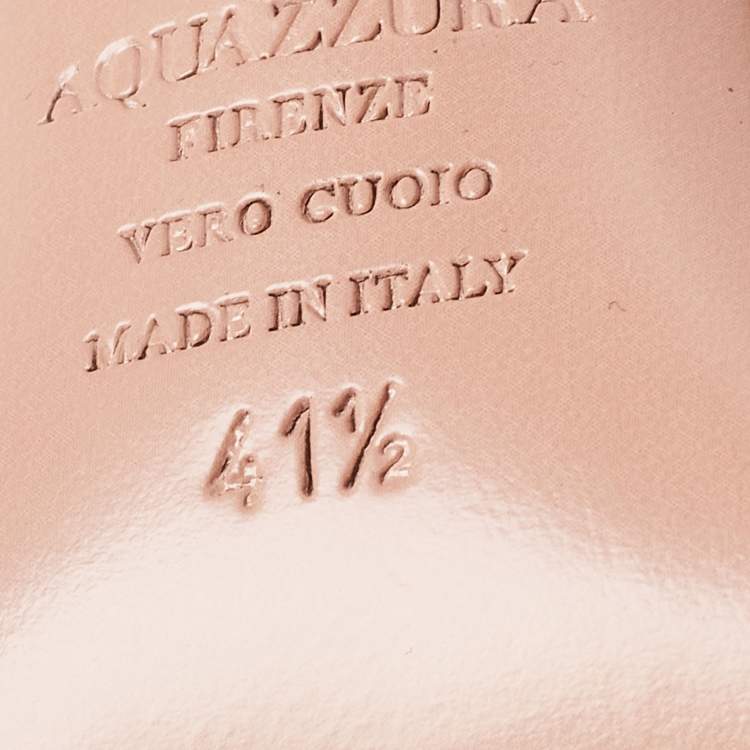 AQUAZZURA
FIRENZE
VERO CUOIO
MADE IN ITALY
41½